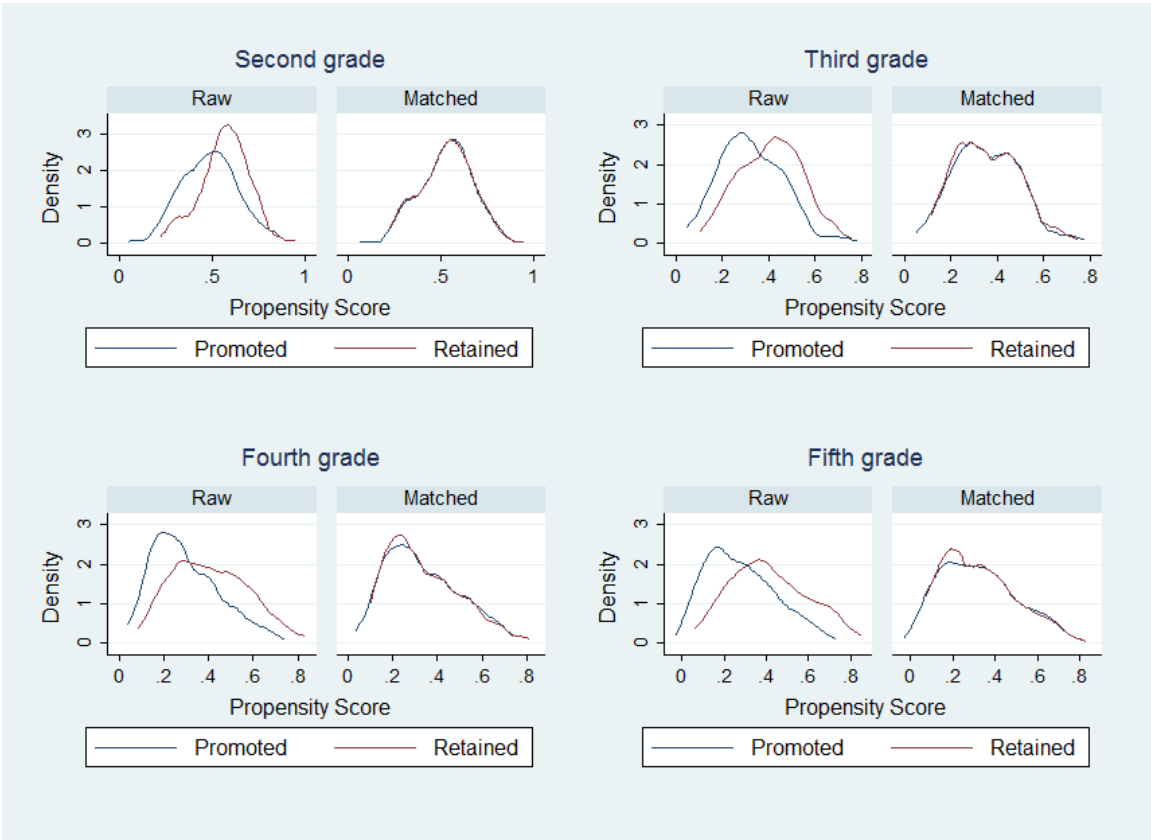 Second grade
Raw Matched
Density
3
2
1
0
0 .5 1 0 .5 1
Propensity Score
Promoted Retained
Third grade
Raw Matched
Density
3
2
1
0
0 .2 .4 .6 .8 0 .2 .4 .6 .8
Propensity Score
Promoted Retained
Fourth grade
Raw Matched
Density
3
2
1
0
0 .2 .4 .6 .8 0 .2 .4 .6 .8
Propensity Score
Promoted Retained
Fifth grade
Raw Matched
Density
3
2
1
0
0 .2 .4 .6 .8 0 .2 .4 .6 .8
Propensity Score
Promoted Retained